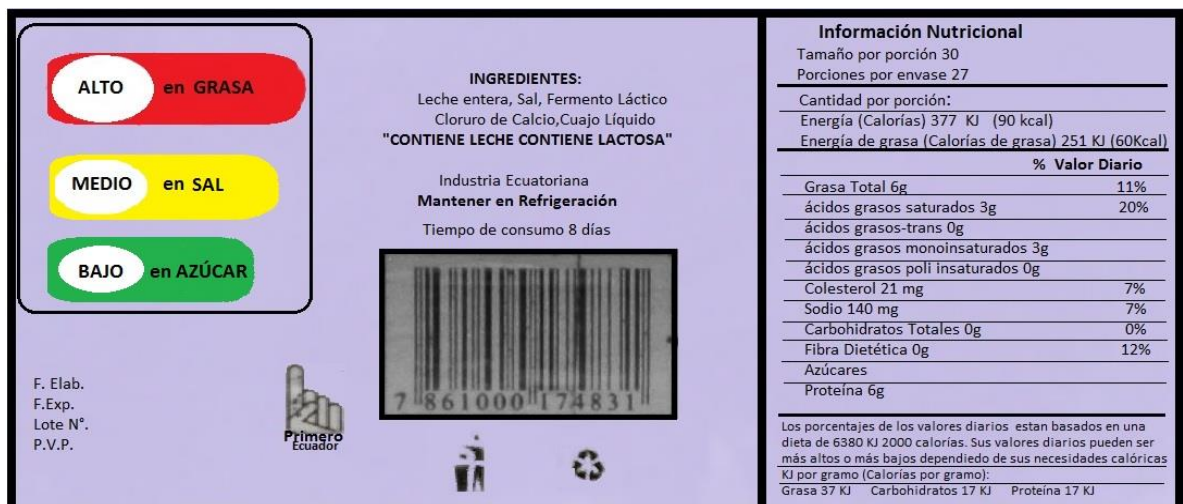 ALTO en GRASA
MEDIO en SAL
BAJO en AZÚCAR
F. Elab.
F.Exp.
Lote N°.
P.V.P.
Primero
Ecuador
INGREDIENTES:
Leche entera, Sal, Fermento Láctico
Cloruro de Calcio,Cuajo Líquido
"CONTIENE LECHE CONTIENE LACTOSA"
Industria Ecuatoriana
Mantener en Refrigeración
Tiempo de consumo 8 días
7 861000 174831
Información Nutricional
Tamaño por porción 30
Porciones por envase 27
Cantidad por porción:
Energía (Calorías) 377 KJ (90 kcal)
Energía de grasa (Calorías de grasa) 251 KJ (60Kcal)
% Valor Diario
Grasa Total 6g 11%
ácidos grasos saturados 3g 20%
ácidos grasos-trans 0g
ácidos grasos monoinsaturados 3g
ácidos grasos poli insaturados 0g
Colesterol 21 mg 7%
Sodio 140 mg 7%
Carbohidratos Totales 0g 0%
Fibra Dietética 0g 12%
Azúcares
Proteína 6g
Los porcentajes de los valores diarios estan basados en una
dieta de 6380 KJ 2000 calorías. Sus valores diarios pueden ser
más altos o más bajos dependiedo de sus necesidades calóricas
KJ por gramo (Calorías por gramo):
Grasa 37 KJ Carbohidratos 17 KJ Proteína 17 KJ